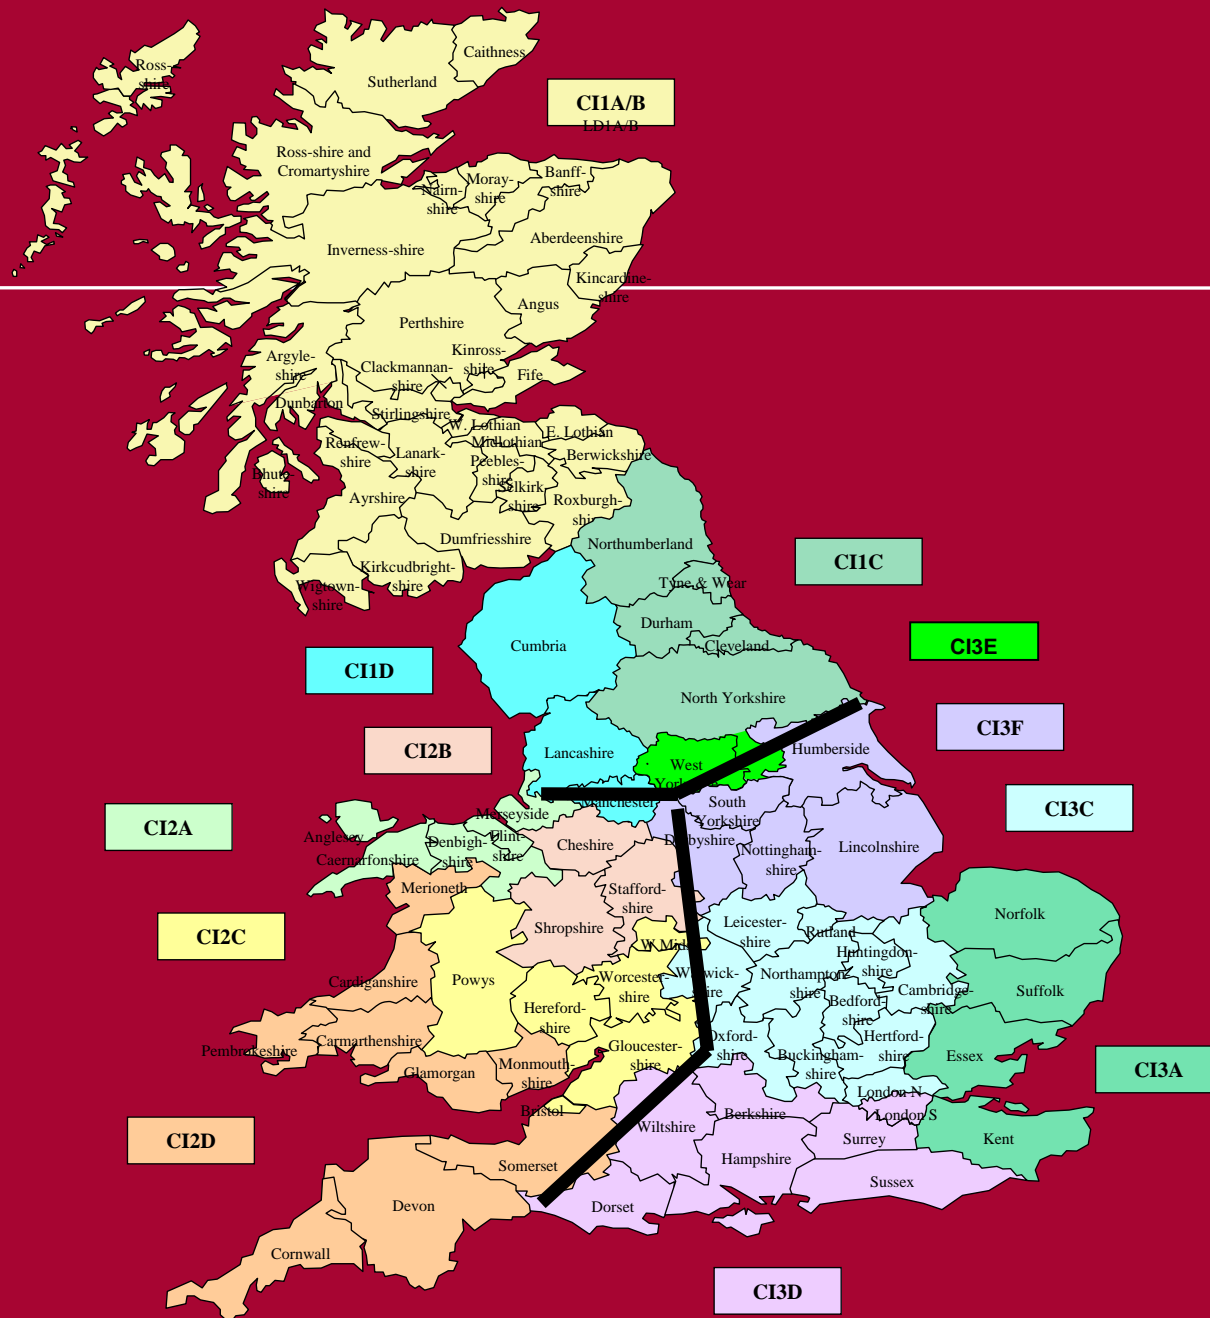 Caithness
Ross-
shire
Sutherland
CI1A/B
LD1A/B
Ross-shire and
Cromartyshire
Moray-
shire
Banff-
shire
Nairn-
shire
Aberdeenshire
Inverness-shire
Kincardine-
shire
Angus
Perthshire
Kinross-
shire
Argyle-
shire
Clackmannan-
shire
Fife
Dunbarton
Stirlingshire
W. Lothian
E. Lothian
Midlothian
Renfrew-
shire
Lanark-
shire
Berwickshire
Peebles-
shire
Bhute
shire
Selkirk-
shire
Ayrshire
Roxburgh-
shire
Dumfriesshire
Northumberland
CI1C
Kirkcudbright-
shire
Wigtown-
shire
Tyne & Wear
Durham
Cumbria
Cleveland
CI3E
CI1D
North Yorkshire
CI3F
CI2B
Lancashire
Humberside
West
Yorkshire
Manchester
South
Yorkshire
CI3C
Merseyside
CI2A
Anglesey
Denbigh-
shire
Flint-
shire
Cheshire
Derbyshire
Nottingham-
shire
Lincolnshire
Caernarfonshire
Merioneth
Stafford-
shire
Norfolk
Leicester-
shire
Shropshire
Rutland
CI2C
W Mids
Huntingdon-
shire
Cardiganshire
Powys
Worcester-
shire
Warwick-
shire
Northampton-
shire
Cambridge-
shire
Suffolk
Hereford-
shire
Bedford-
shire
Pembrokeshire
Carmarthenshire
Gloucester-
shire
Oxford-
shire
Hertford-
shire
Buckingham-
shire
Essex
Glamorgan
Monmouth-
shire
CI3A
London N
Bristol
Berkshire
London S
Wiltshire
CI2D
Surrey
Kent
Somerset
Hampshire
Sussex
Devon
Dorset
Cornwall
CI3D